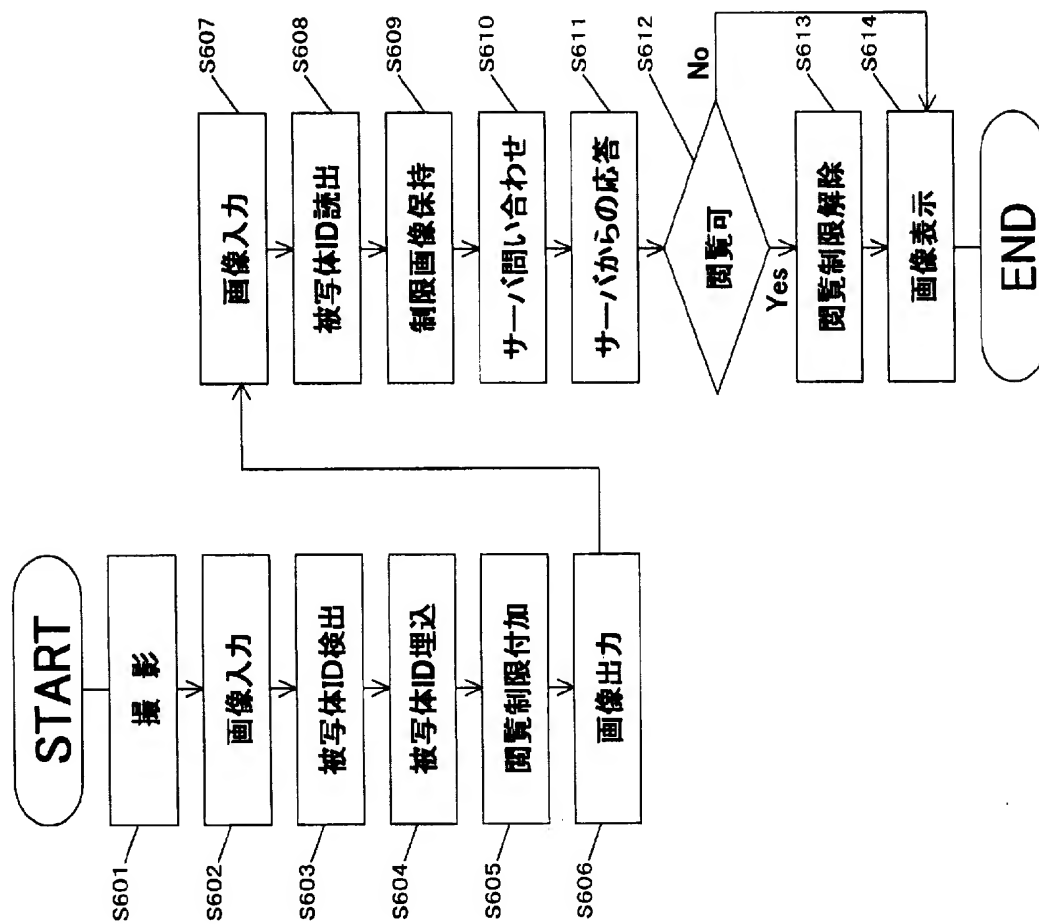 START
S601
撮 影
S602
画像入力
S603
被写体ID検出
S604
被写体ID埋込
S605
閲覧制限付加
S606
画像出力
S607
画像入力
S608
被写体ID読出
S609
制限画像保持
S610
サーバ問い合わせ
S611
サーバからの応答
S612
閲覧可
No
Yes
S613
閲覧制限解除
S614
画像表示
END